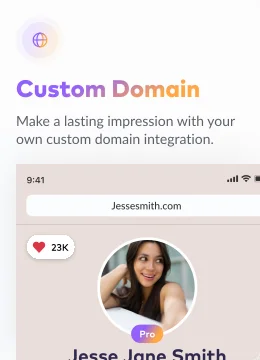 Custom Domain
Make a lasting impression with your
own custom domain integration.
9:41
Jessesmith.com
23K
Pro
Jesse Jane Smith